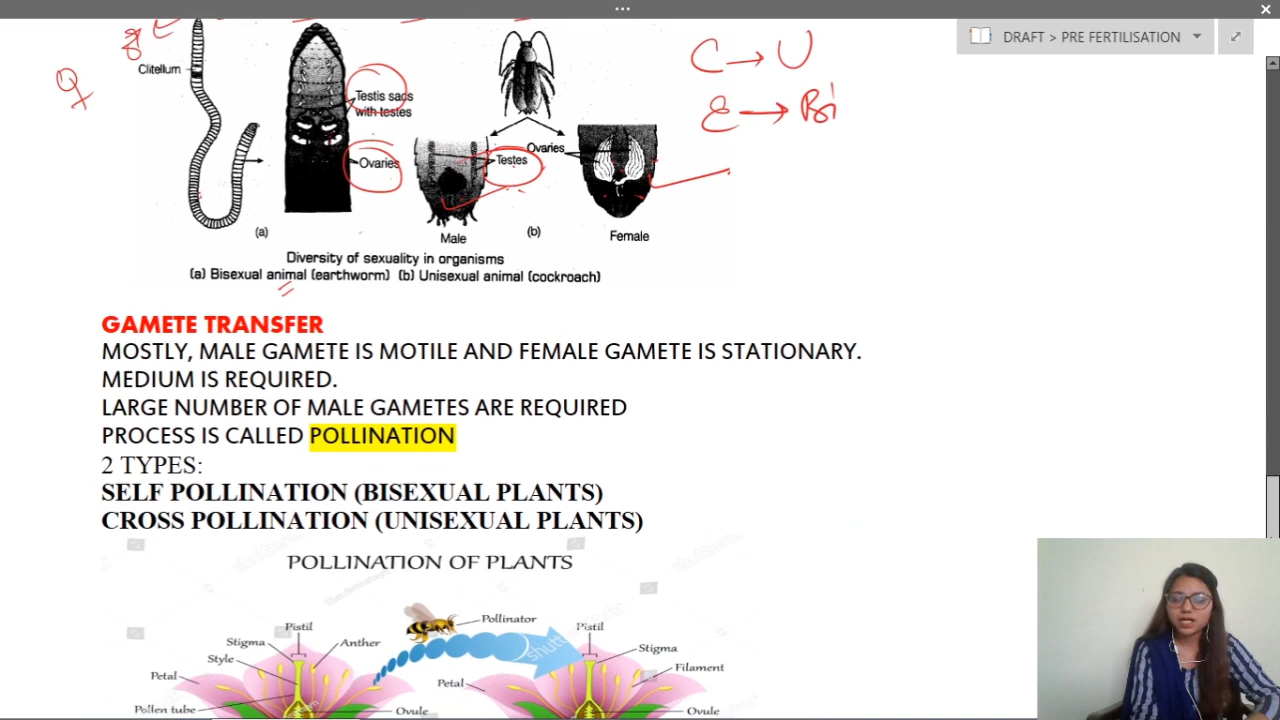 DRAFT > PRE FERTILISATION
C → U
E → Bi
Clitellum
Testis sacs
with testes
Ovaries
Testes
Ovaries
(a)
Male
(b)
Female
Diversity of sexuality in organisms
(a) Bisexual animal (earthworm) (b) Unisexual animal (cockroach)
GAMETE TRANSFER
MOSTLY, MALE GAMETE IS MOTILE AND FEMALE GAMETE IS STATIONARY.
MEDIUM IS REQUIRED.
LARGE NUMBER OF MALE GAMETES ARE REQUIRED
PROCESS IS CALLED POLLINATION
2 TYPES:
SELF POLLINATION (BISEXUAL PLANTS)
CROSS POLLINATION (UNISEXUAL PLANTS)
POLLINATION OF PLANTS
Pollinator
Pistil
Pistil
Stigma
Anther
Stigma
Style
Filament
Petal
Petal
Pollen tube
Ovule
Ovule